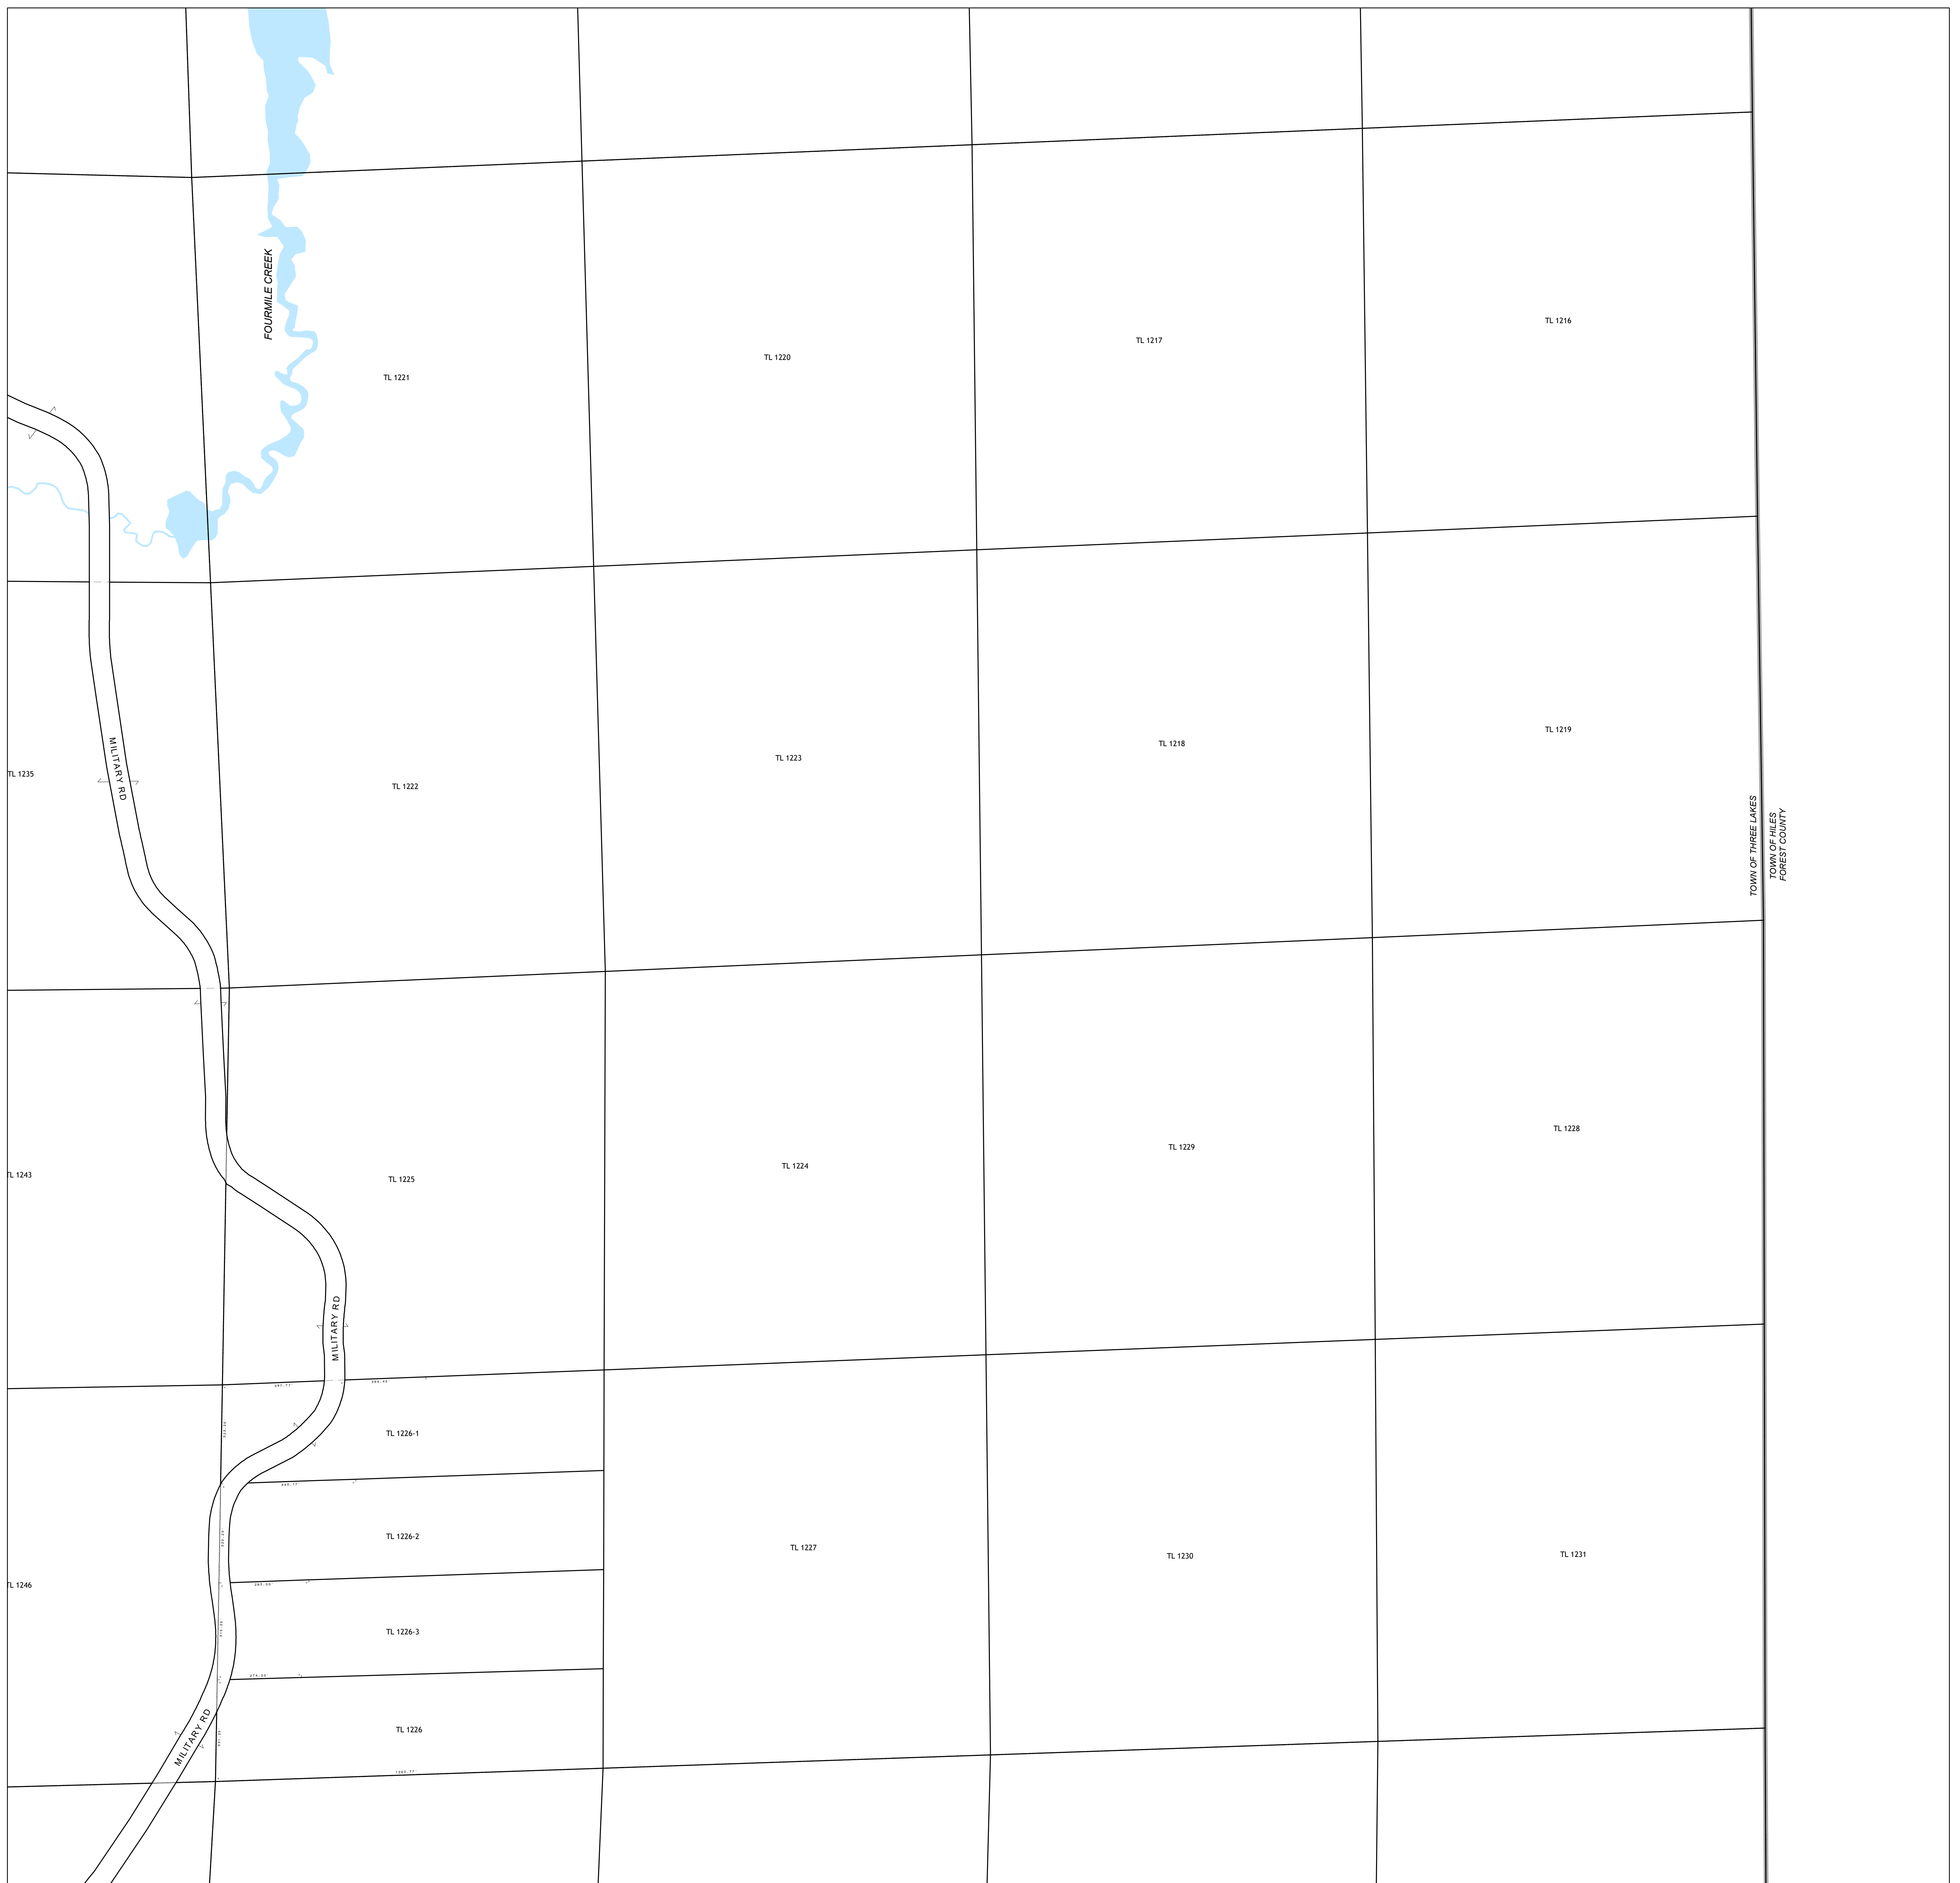 FOURMILE CREEK
TL 1221
TL 1220
TL 1217
TL 1216
MILITARY RD
TL 1235
TL 1222
TL 1223
TL 1218
TL 1219
TOWN OF THREE LAKES
TOWN OF HILES
FOREST COUNTY
TL 1243
TL 1225
TL 1224
TL 1229
TL 1228
MILITARY RD
TL 1226-1
TL 1226-2
TL 1246
TL 1227
TL 1230
TL 1231
TL 1226-3
MILITARY RD
TL 1226